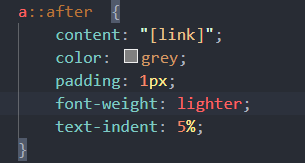 a::after {
content: "[link]";
color: grey;
padding: 1px;
font-weight: lighter;
text-indent: 5%;
}